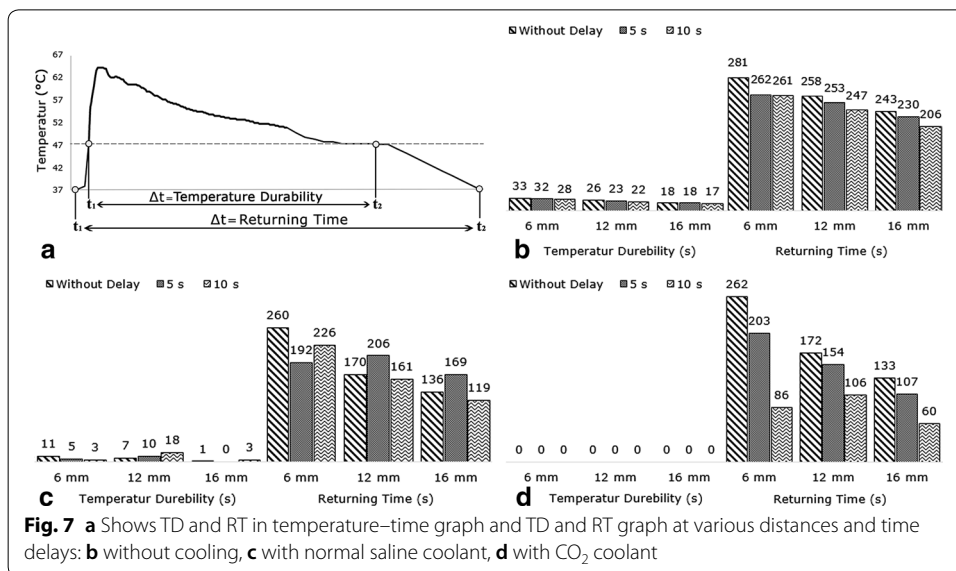 67
62
57
52
47
42
37
Temperatur (°C)
t₁ Δt=Temperature Durability t₂
t₁ Δt= Returning Time t₂
a
Without Delay 5 s 10 s
281 262 261 258 253 247 243 230 206
33 32 28 26 23 22 18 18 17
6 mm 12 mm 16 mm 6 mm 12 mm 16 mm
Temperatur Durebility (s) Returning Time (s)
b
Without Delay 5 s 10 s
260 192 226 170 206 161 136 169 119
11 5 3 7 10 18 1 0 3
6 mm 12 mm 16 mm 6 mm 12 mm 16 mm
Temperatur Durebility (s) Returning Time (s)
c
Without Delay 5 s 10 s
262 203 86 172 154 106 133 107 60
0 0 0 0 0 0 0 0 0
6 mm 12 mm 16 mm 6 mm 12 mm 16 mm
Temperatur Durebility (s) Returning Time (s)
d
Fig. 7 a Shows TD and RT in temperature–time graph and TD and RT graph at various distances and time
delays: b without cooling, c with normal saline coolant, d with CO₂ coolant